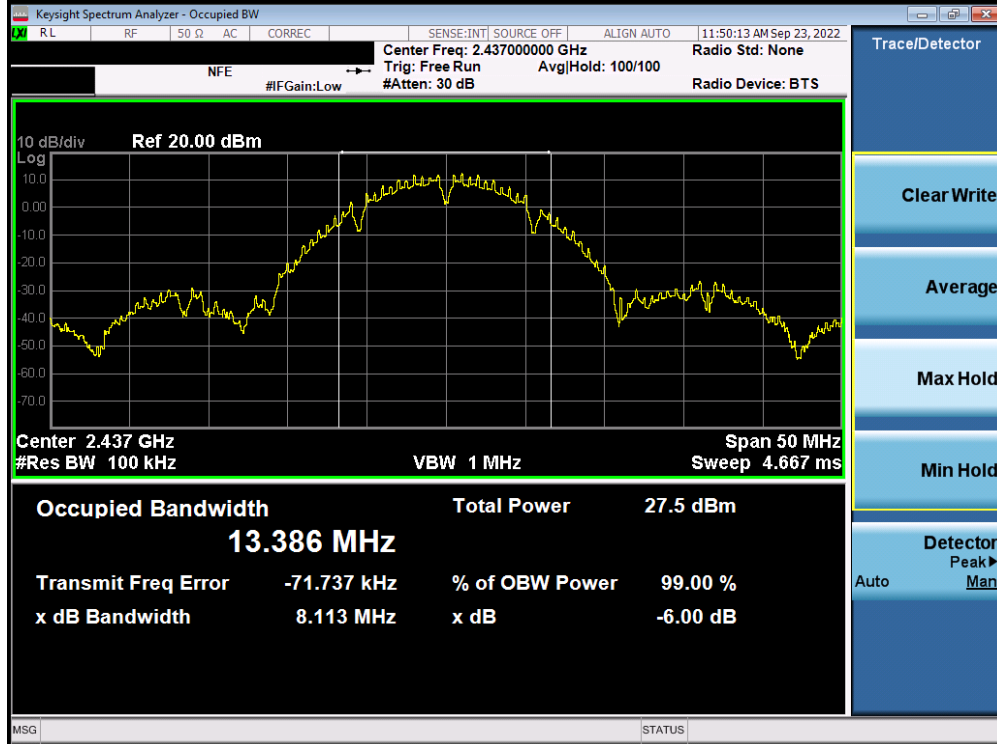 Keysight Spectrum Analyzer - Occupied BW
LXI RL RF 50 Ω AC CORREC SENSE:INT SOURCE OFF ALIGN AUTO 11:50:13 AM Sep 23, 2022
Center Freq: 2.437000000 GHz Radio Std: None
NFE Trig: Free Run Avg|Hold: 100/100
#IFGain:Low #Atten: 30 dB Radio Device: BTS
10 dB/div Ref 20.00 dBm
Log
10.0
0.00
-10.0
-20.0
-30.0
-40.0
-50.0
-60.0
-70.0
Center 2.437 GHz Span 50 MHz
#Res BW 100 kHz VBW 1 MHz Sweep 4.667 ms
Occupied Bandwidth Total Power 27.5 dBm
13.386 MHz
Transmit Freq Error -71.737 kHz % of OBW Power 99.00 %
x dB Bandwidth 8.113 MHz x dB -6.00 dB
MSG STATUS
Trace/Detector
Clear Write
Average
Max Hold
Min Hold
Detector
Peak▶
Auto Man